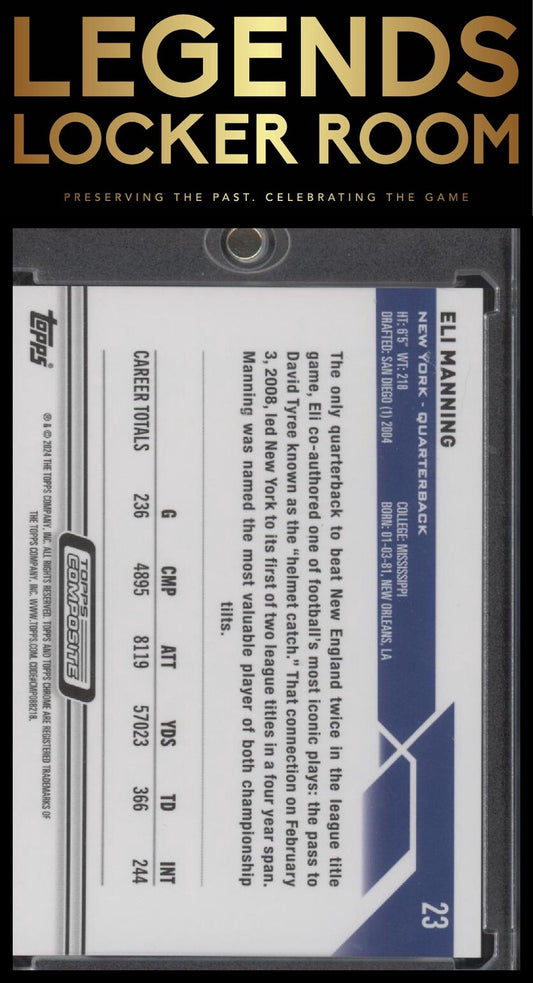 LEGENDS
LOCKER ROOM
PRESERVING THE PAST. CELEBRATING THE GAME
23
ELI MANNING
NEW YORK - QUARTERBACK
HT: 6'5" WT: 218
COLLEGE: MISSISSIPPI
DRAFTED: SAN DIEGO (1) 2004
BORN: 01-03-81, NEW ORLEANS, LA
The only quarterback to beat New England twice in the league title
game, Eli co-authored one of football's most iconic plays: the pass to
David Tyree known as the "helmet catch." That connection on February
3, 2008, led New York to its first of two league titles in a four year span.
Manning was named the most valuable player of both championship
tilts.
G CMP ATT YDS TD INT
CAREER TOTALS 236 4895 8119 57023 366 244
TOPPS
COMPOSITE
topps®
® & © 2024 THE TOPPS COMPANY, INC. ALL RIGHTS RESERVED. TOPPS AND TOPPS CHROME ARE REGISTERED TRADEMARKS OF
THE TOPPS COMPANY, INC. WWW.TOPPS.COM. CODE#CMP088218.